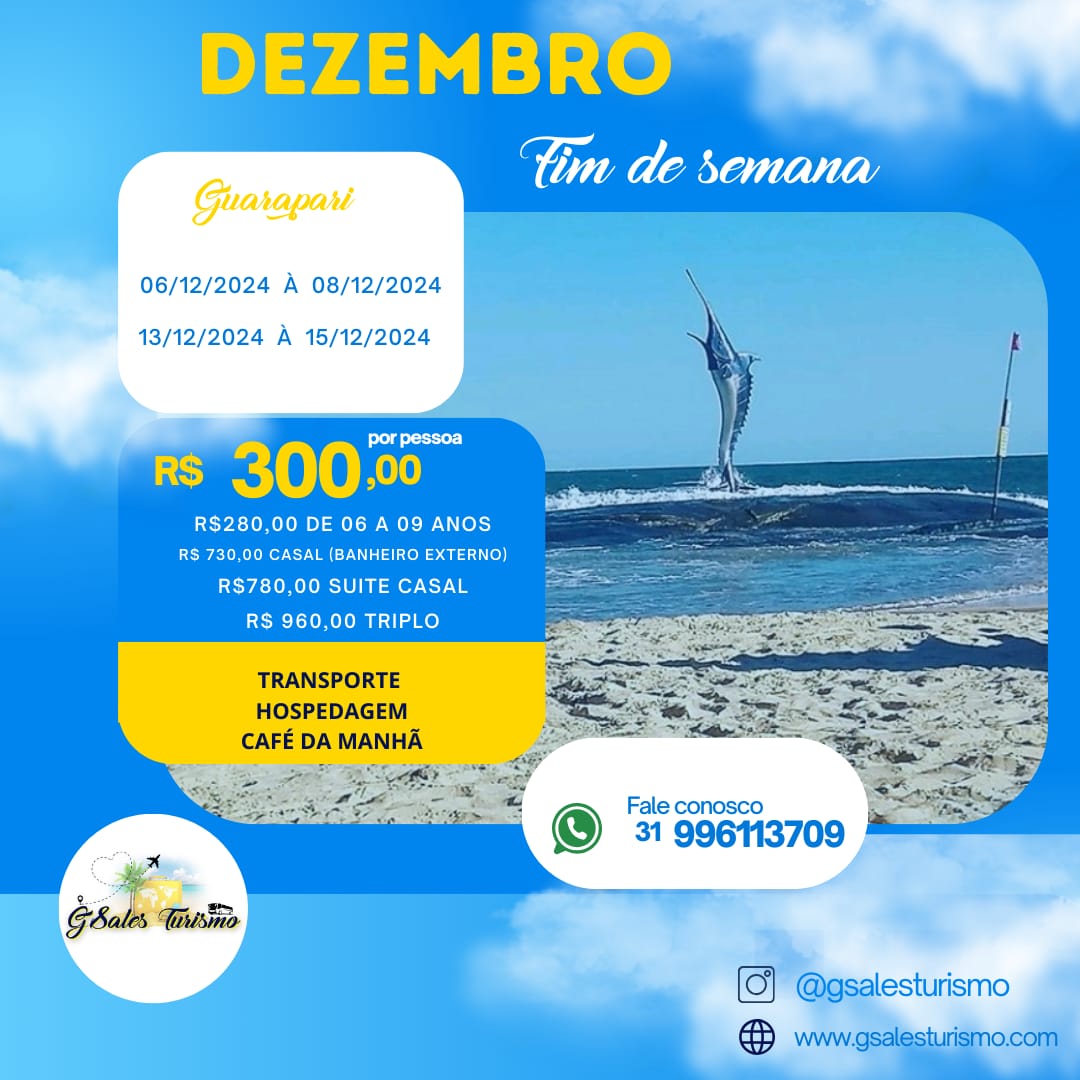 DEZEMBRO
Fim de semana
Guarapari
06/12/2024 À 08/12/2024
13/12/2024 À 15/12/2024
por pessoa
R$ 300,00
R$280,00 DE 06 A 09 ANOS
R$ 730,00 CASAL (BANHEIRO EXTERNO)
R$780,00 SUITE CASAL
R$ 960,00 TRIPLO
TRANSPORTE
HOSPEDAGEM
CAFÉ DA MANHÃ
Fale conosco
31 996113709
GSales Turismo
@gsalesturismo
www.gsalesturismo.com